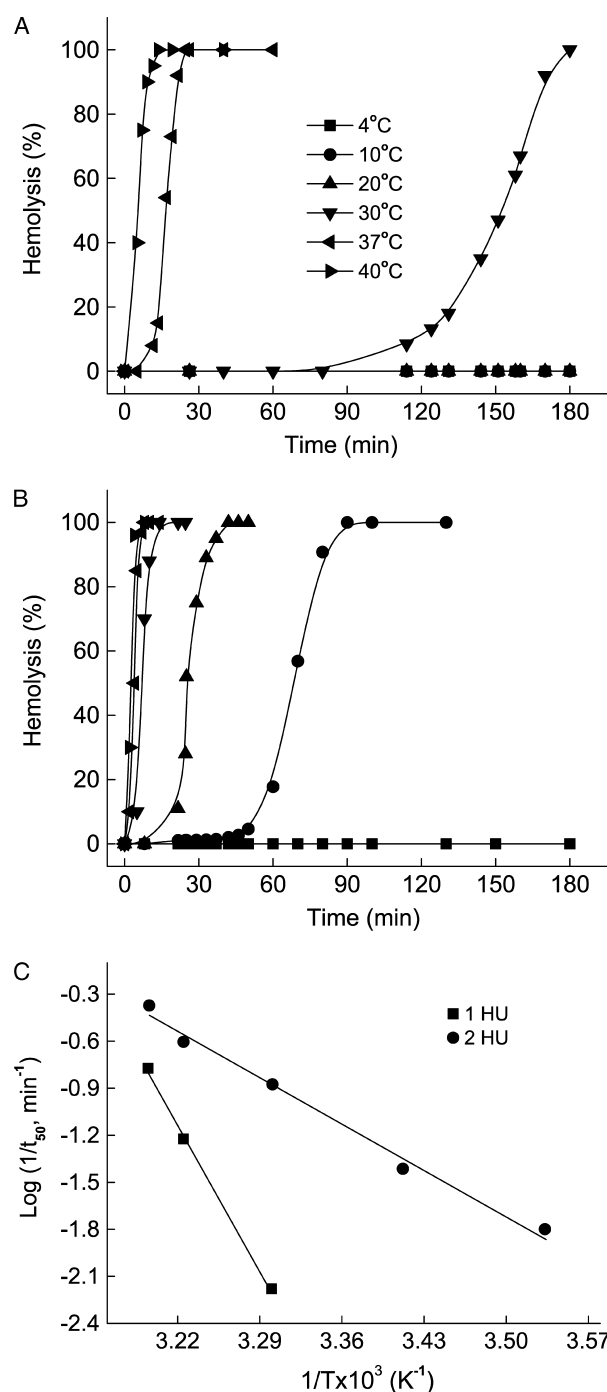 A
Hemolysis (%)
100
80
60
40
20
0
4°C
10°C
20°C
30°C
37°C
40°C
0 30 60 90 120 150 180
Time (min)
B
Hemolysis (%)
100
80
60
40
20
0
0 30 60 90 120 150 180
Time (min)
C
Log (1/t₅₀, min⁻¹)
-0.3
-0.6
-0.9
-1.2
-1.5
-1.8
-2.1
-2.4
1 HU
2 HU
3.22 3.29 3.36 3.43 3.50 3.57
1/Tx10³ (K⁻¹)